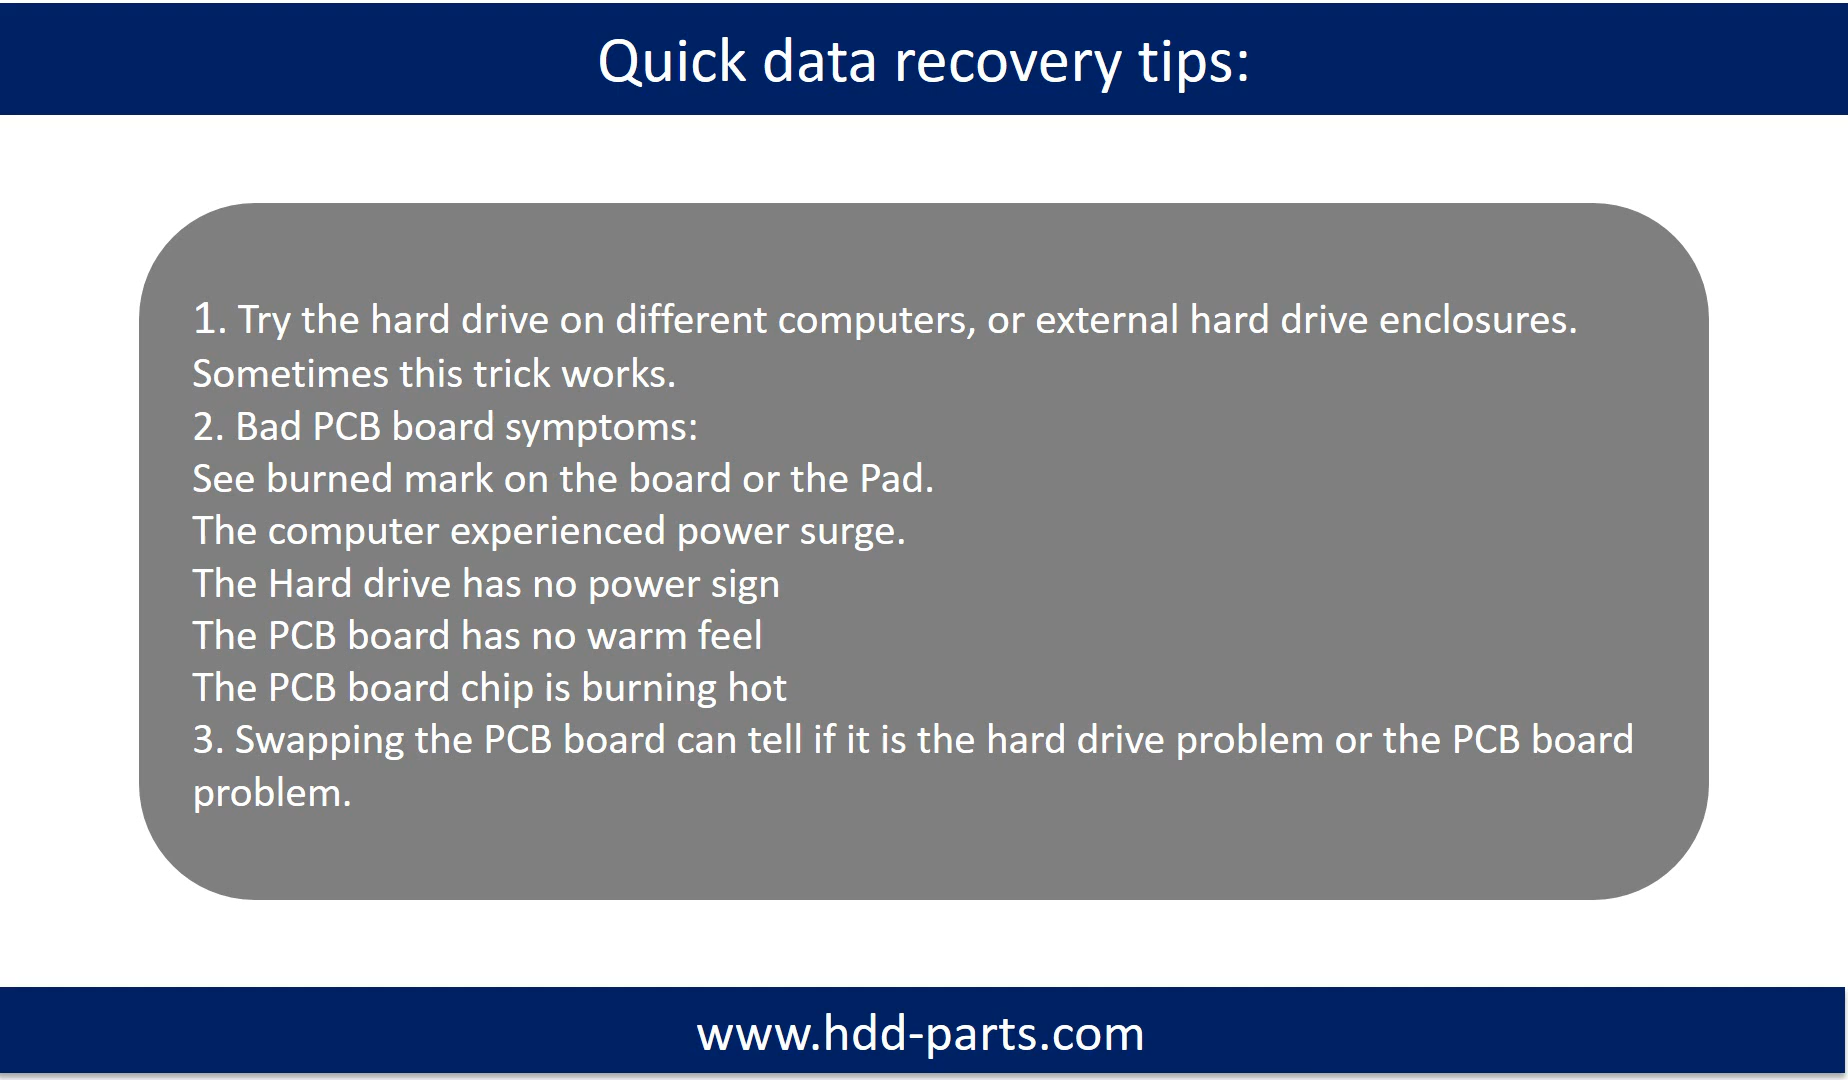 Quick data recovery tips:
1. Try the hard drive on different computers, or external hard drive enclosures.
Sometimes this trick works.
2. Bad PCB board symptoms:
See burned mark on the board or the Pad.
The computer experienced power surge.
The Hard drive has no power sign
The PCB board has no warm feel
The PCB board chip is burning hot
3. Swapping the PCB board can tell if it is the hard drive problem or the PCB board
problem.
www.hdd-parts.com